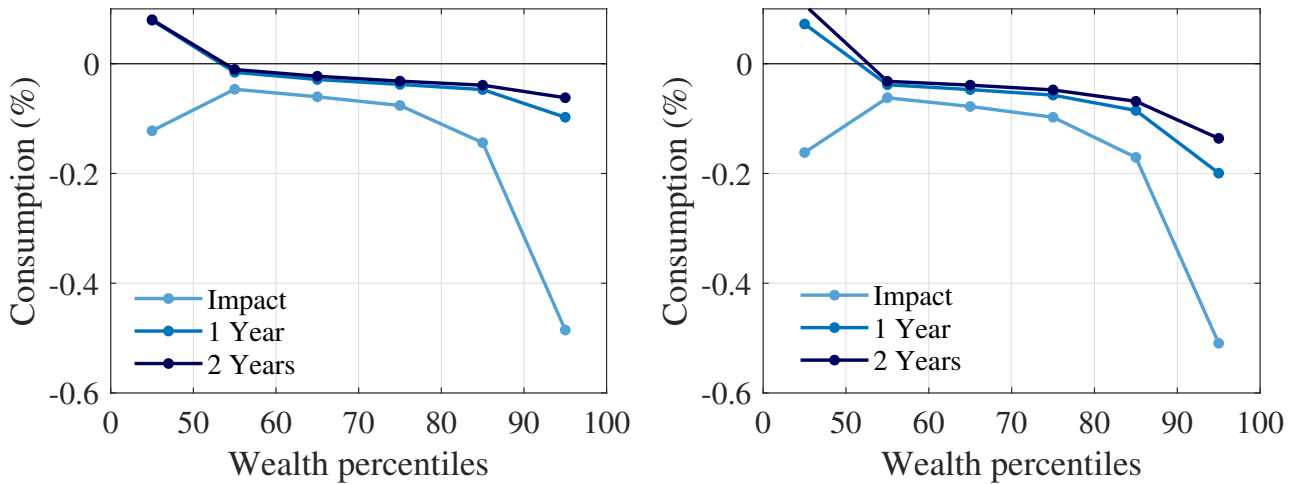 Consumption (%)
0
-0.2
-0.4
-0.6
Impact
1 Year
2 Years
0 50 60 70 80 90 100
Wealth percentiles
Consumption (%)
0
-0.2
-0.4
-0.6
Impact
1 Year
2 Years
0 50 60 70 80 90 100
Wealth percentiles